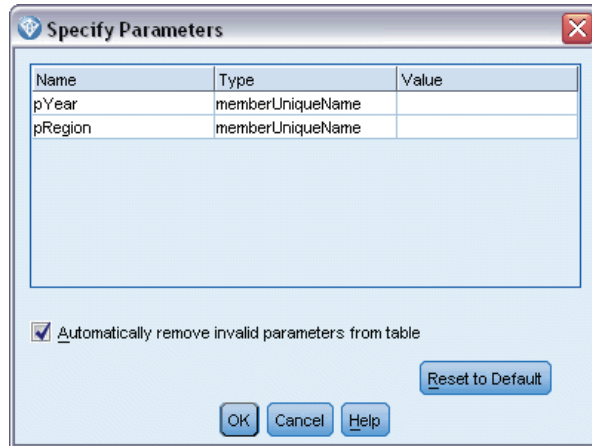 Specify Parameters
Name Type Value
pYear memberUniqueName
pRegion memberUniqueName
Automatically remove invalid parameters from table
Reset to Default
OK Cancel Help